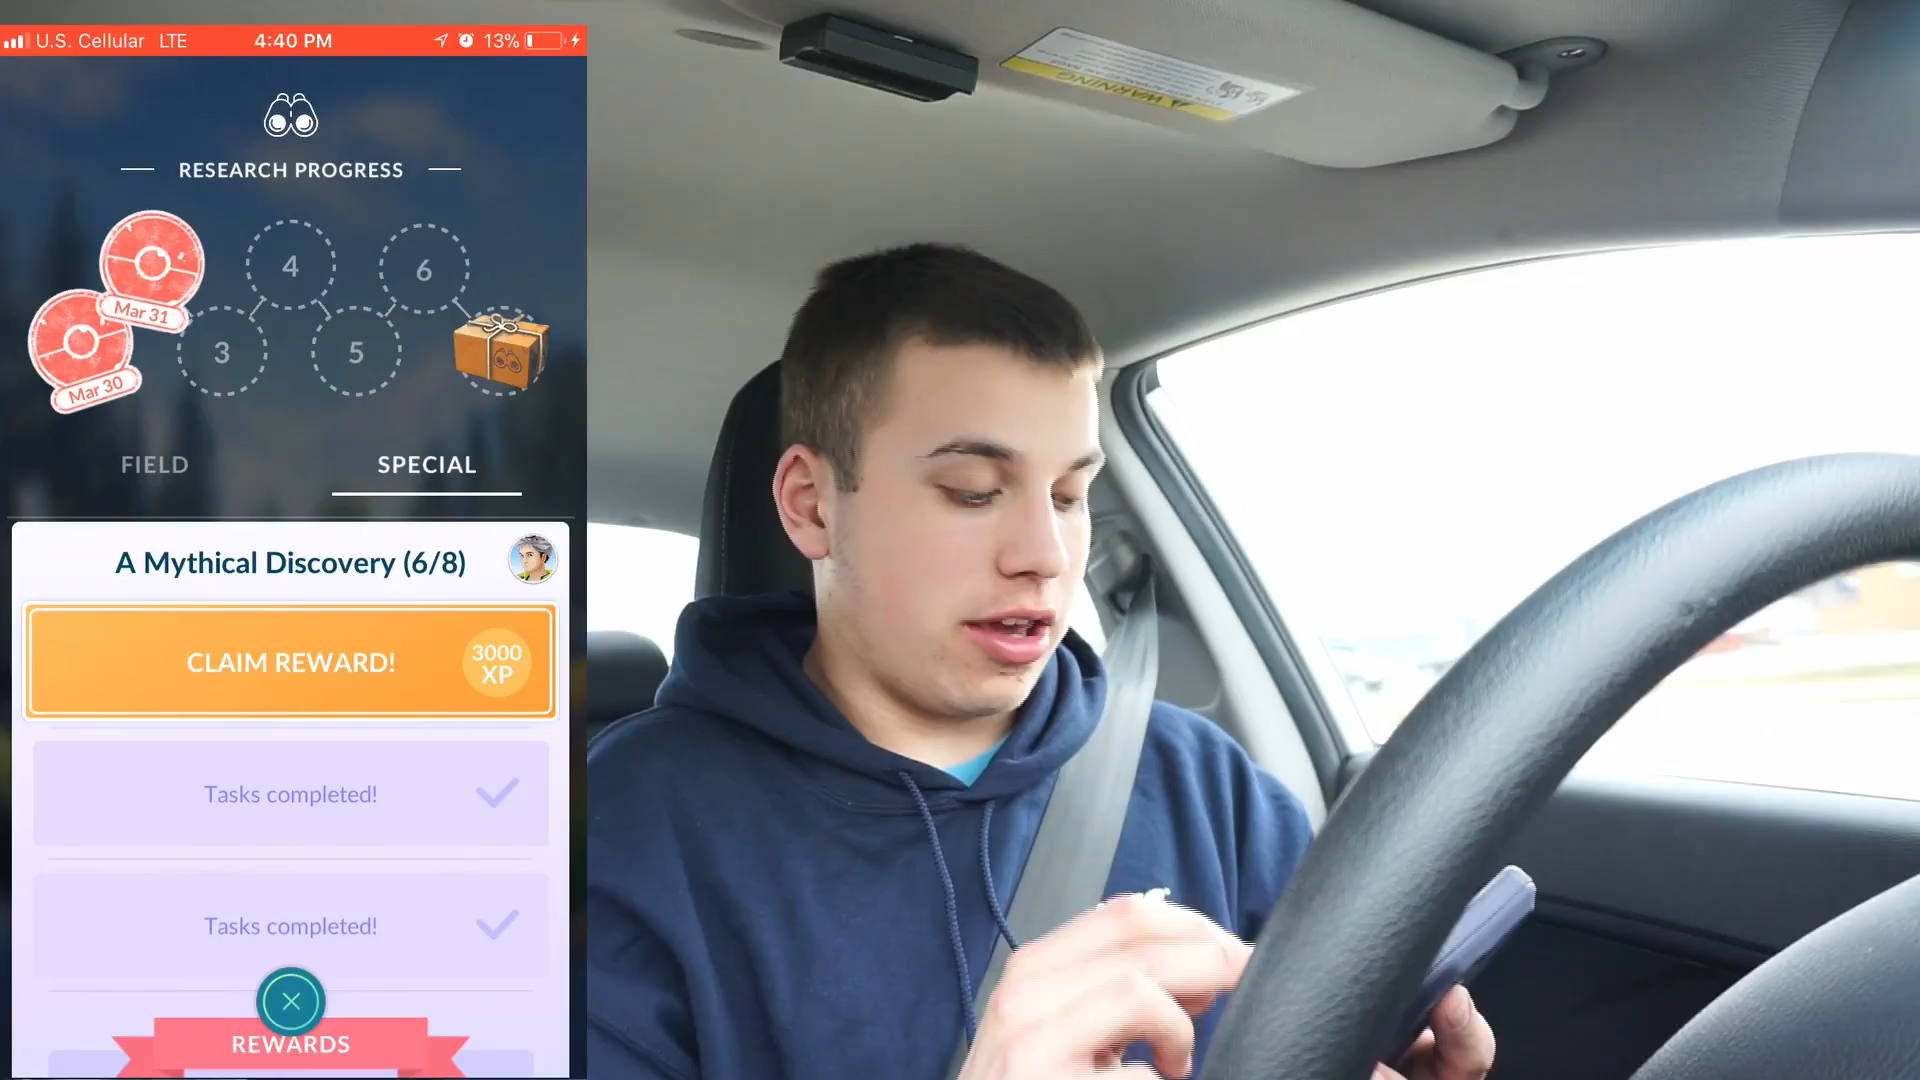 U.S. Cellular LTE 4:40 PM 13%
RESEARCH PROGRESS
Mar 31
Mar 30
3
4
5
6
FIELD SPECIAL
A Mythical Discovery (6/8)
CLAIM REWARD!
3000
XP
Tasks completed!
Tasks completed!
REWARDS
WARNING